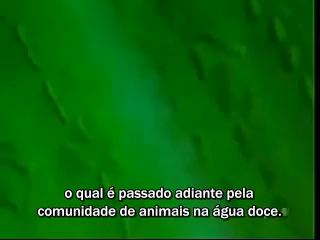 o qual é passado adiante pela
comunidade de animais na água doce.